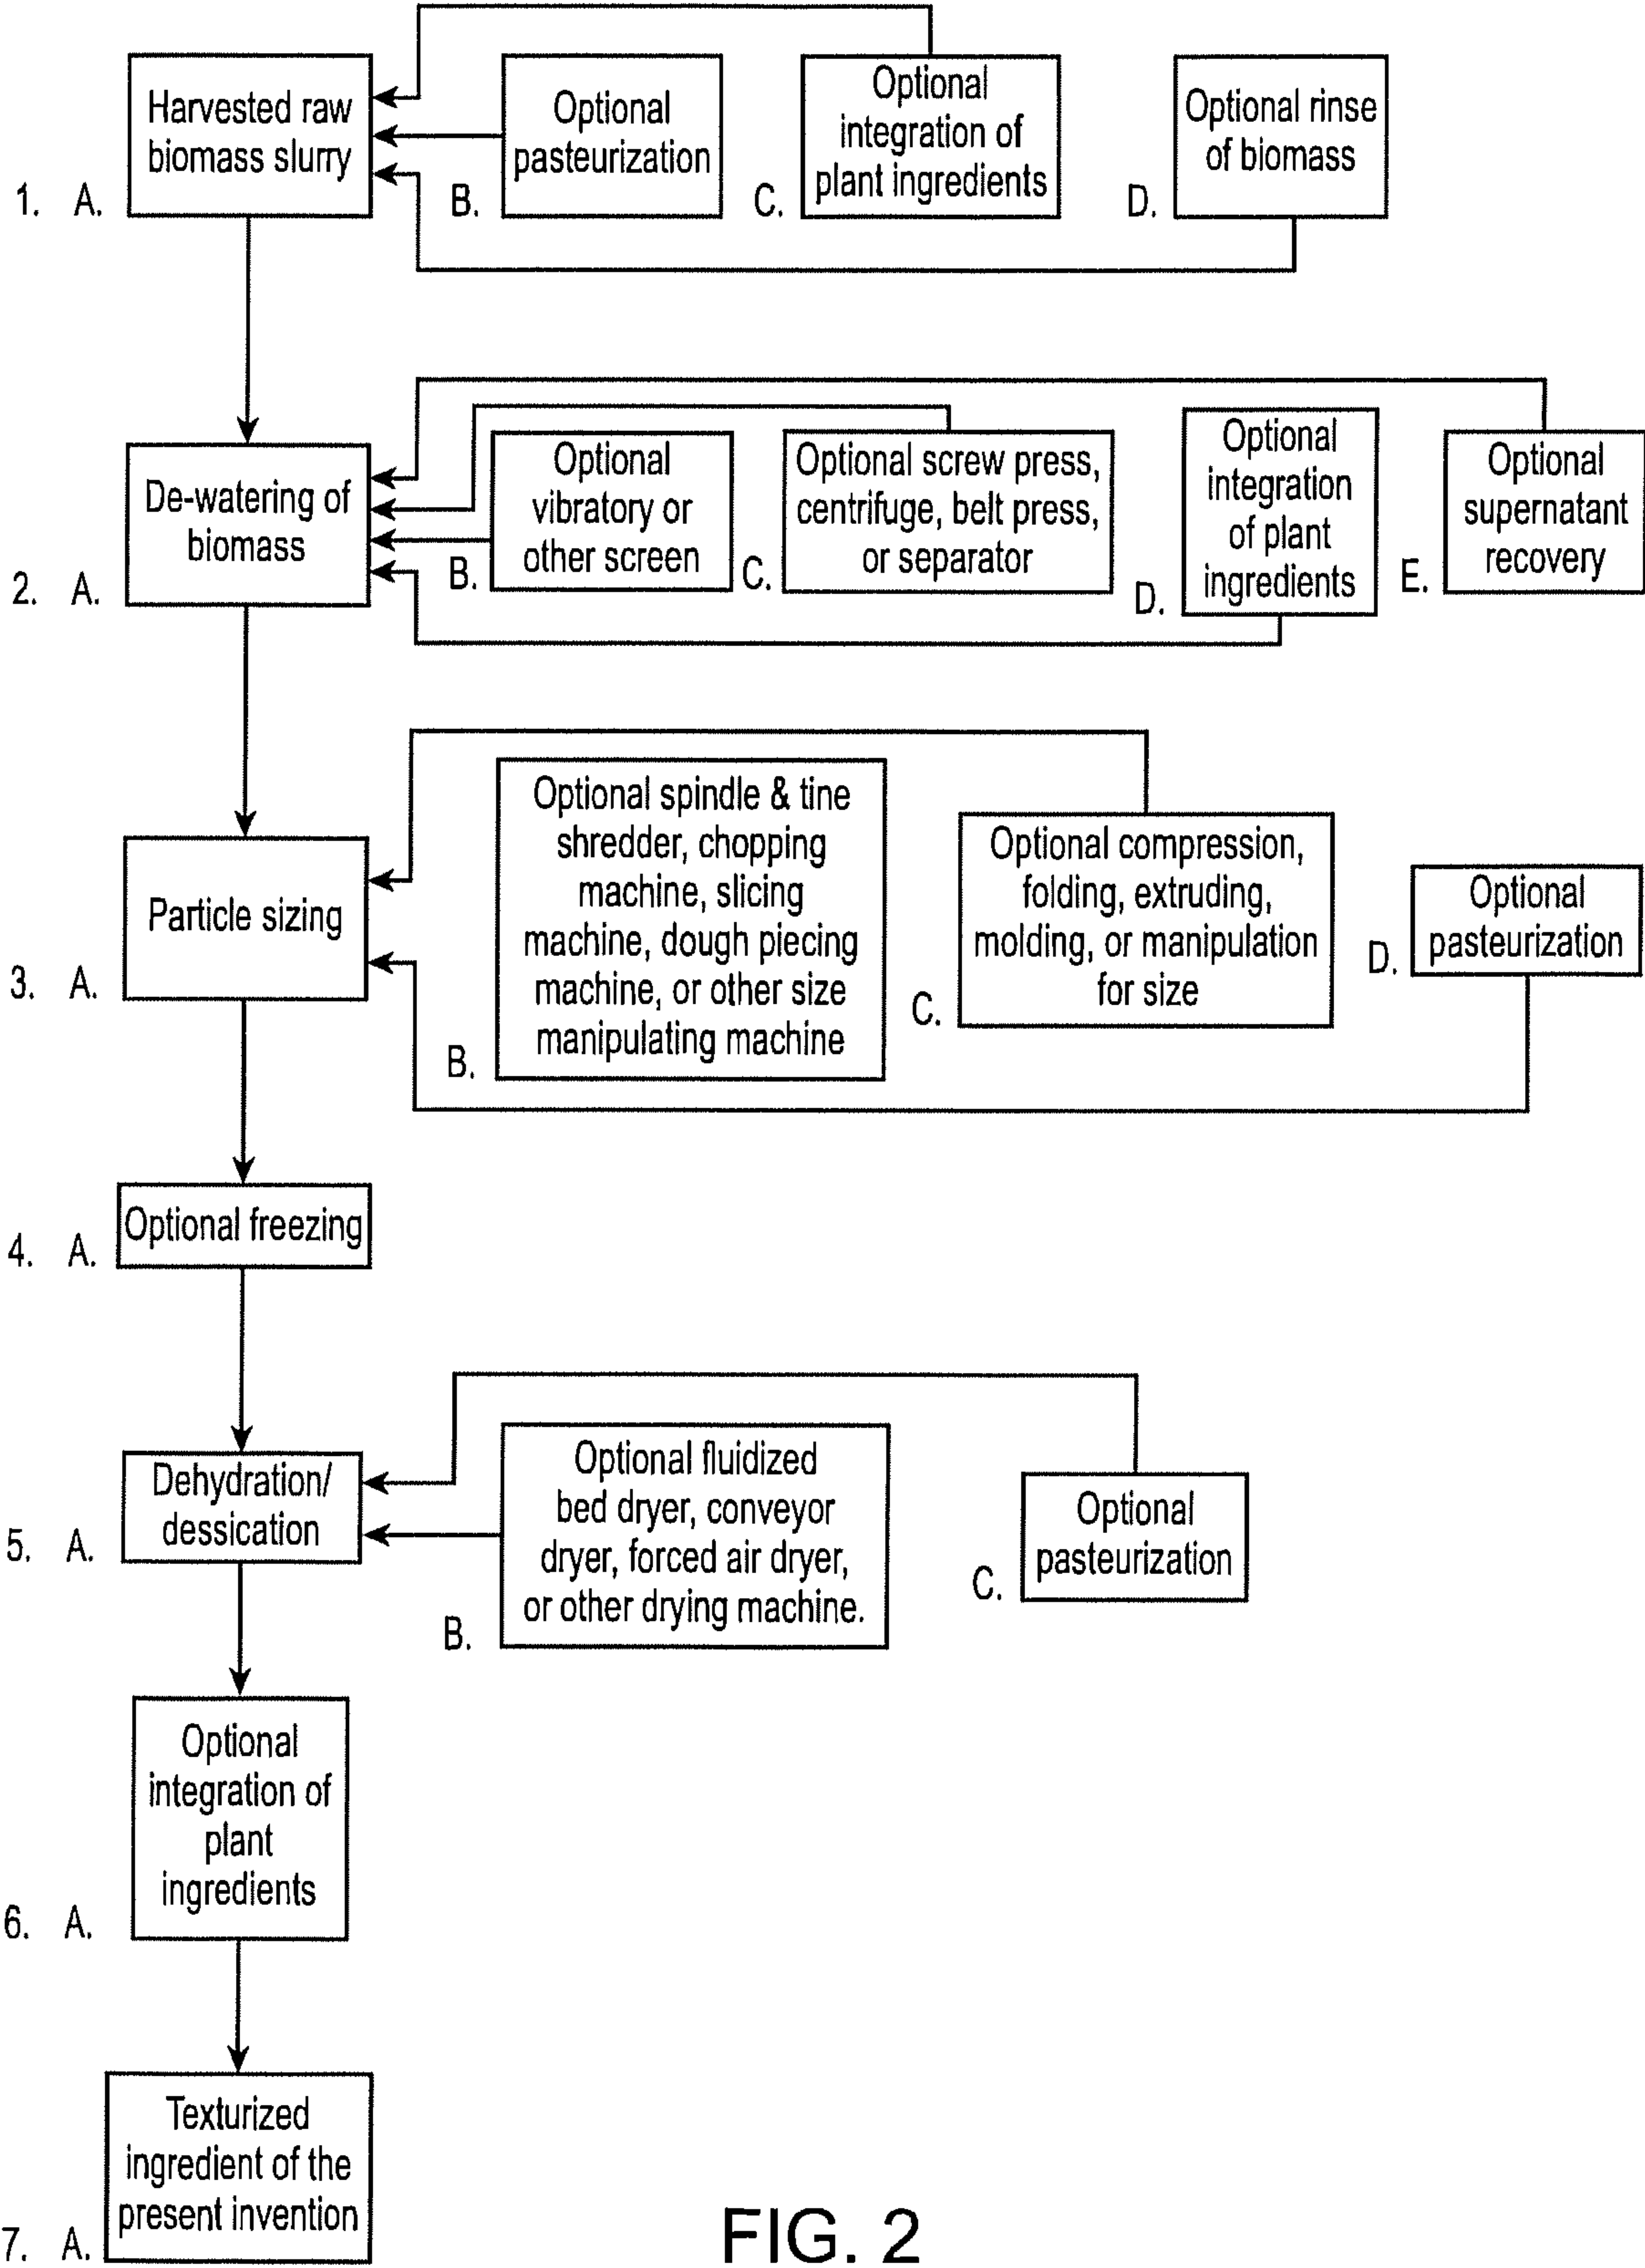 Harvested raw
biomass slurry
1. A.
Optional
pasteurization
B.
Optional
integration of
plant ingredients
C.
Optional rinse
of biomass
D.
De-watering of
biomass
2. A.
Optional
vibratory or
other screen
B.
Optional screw press,
centrifuge, belt press,
or separator
C.
Optional
integration
of plant
ingredients
D.
Optional
supernatant
recovery
E.
Particle sizing
3. A.
Optional spindle & tine
shredder, chopping
machine, slicing
machine, dough piecing
machine, or other size
manipulating machine
B.
Optional compression,
folding, extruding,
molding, or manipulation
for size
C.
Optional
pasteurization
D.
Optional freezing
4. A.
Dehydration/
dessication
5. A.
Optional fluidized
bed dryer, conveyor
dryer, forced air dryer,
or other drying machine.
B.
Optional
pasteurization
C.
Optional
integration of
plant
ingredients
6. A.
Texturized
ingredient of the
present invention
7. A.
FIG. 2